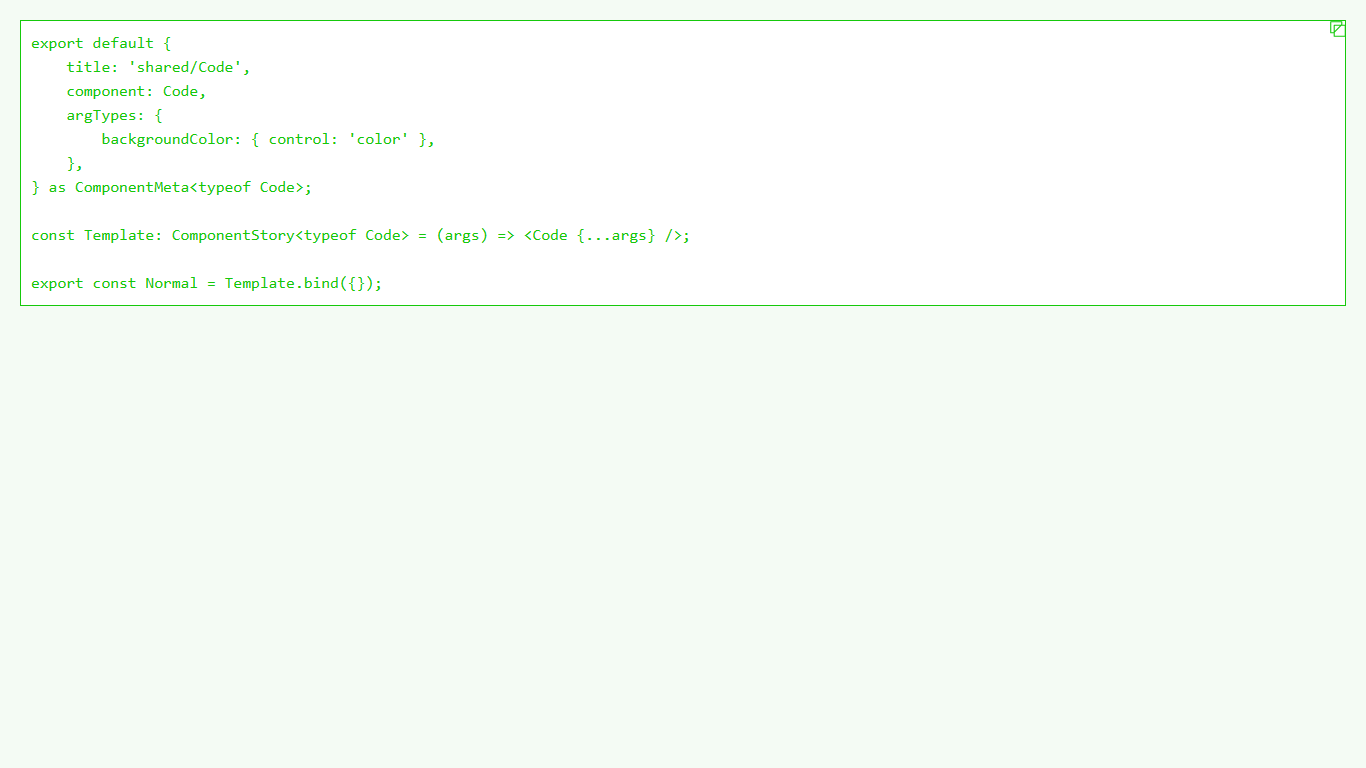 export default {
    title: 'shared/Code',
    component: Code,
    argTypes: {
        backgroundColor: { control: 'color' },
    },
} as ComponentMeta<typeof Code>;

const Template: ComponentStory<typeof Code> = (args) => <Code {...args} />;

export const Normal = Template.bind({});